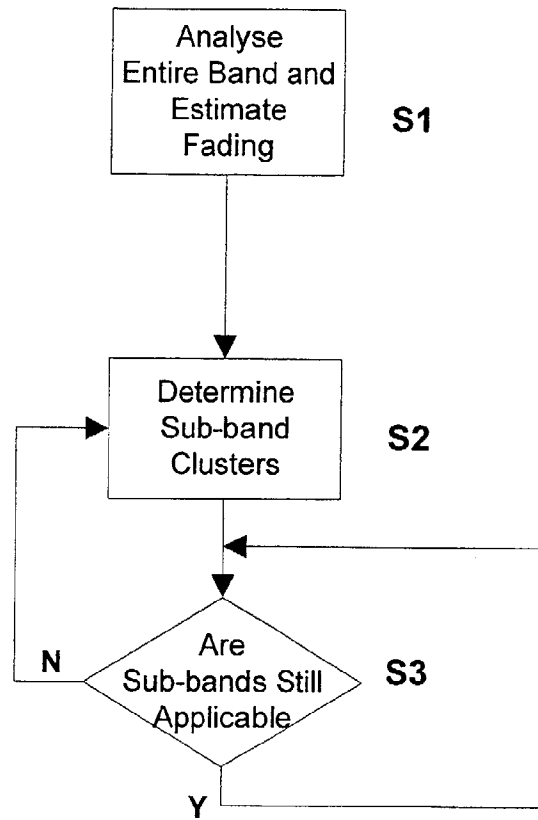 Analyse
Entire Band and
Estimate
Fading
S1
Determine
Sub-band
Clusters
S2
Are
Sub-bands Still
Applicable
S3
N
Y